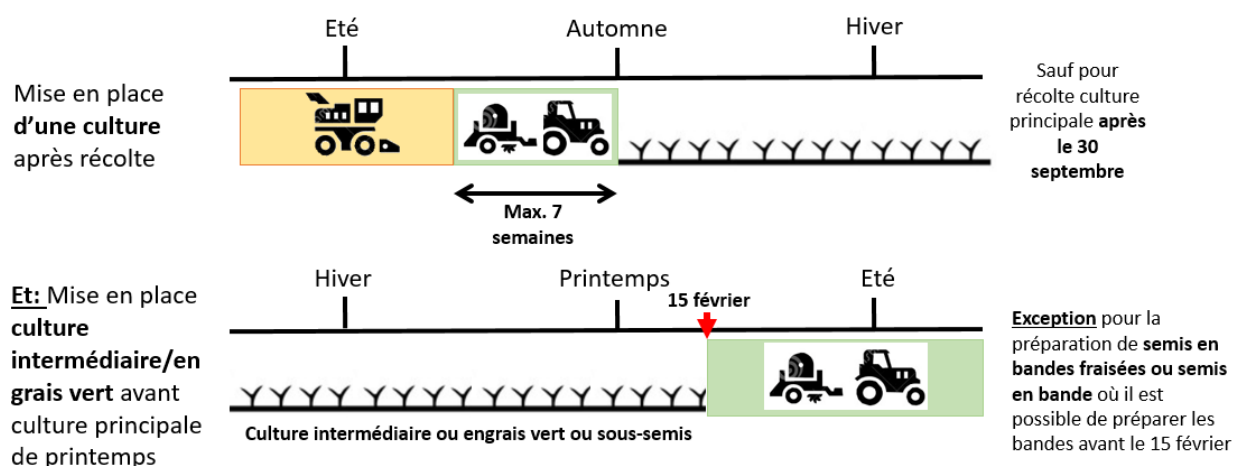 Eté Automne Hiver
Mise en place
d’une culture
après récolte
Max. 7
semaines
Sauf pour
récolte culture
principale après
le 30
septembre
Hiver Printemps Eté
15 février
Et: Mise en place
culture
intermédiaire/en
grais vert avant
culture principale
de printemps
Culture intermédiaire ou engrais vert ou sous-semis
Exception pour la
préparation de semis en
bandes fraisées ou semis
en bande où il est
possible de préparer les
bandes avant le 15 février